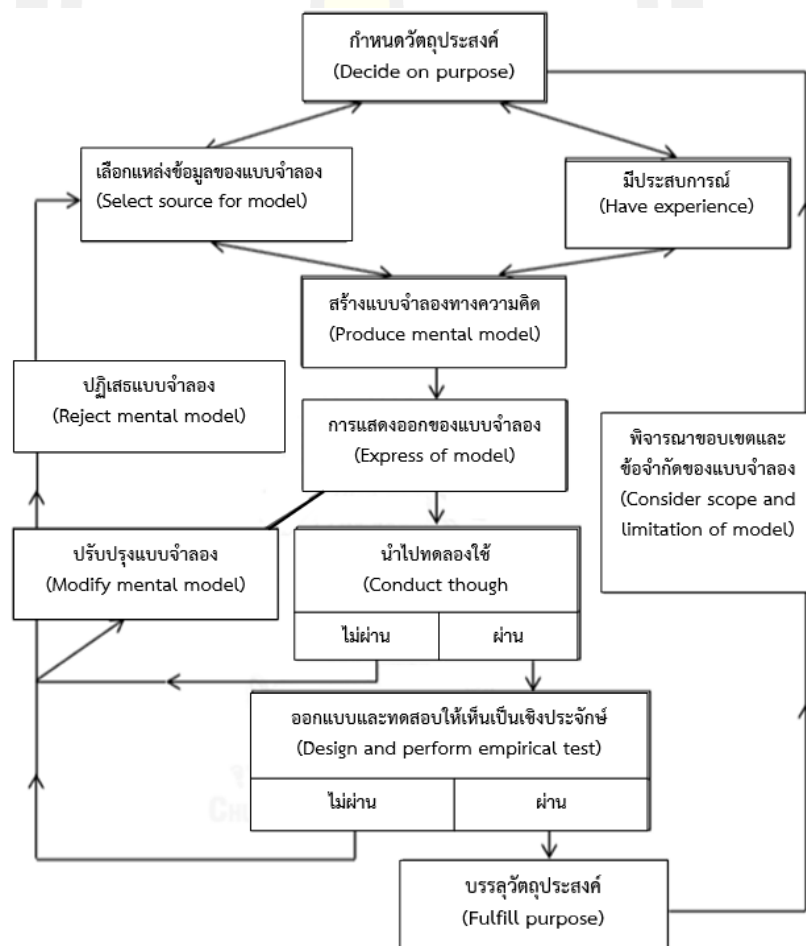 กำหนดวัตถุประสงค์
(Decide on purpose)
เลือกแหล่งข้อมูลของแบบจำลอง
(Select source for model)
มีประสบการณ์
(Have experience)
สร้างแบบจำลองทางความคิด
(Produce mental model)
ปฏิเสธแบบจำลอง
(Reject mental model)
การแสดงออกของแบบจำลอง
(Express of model)
พิจารณาขอบเขตและ
ข้อจำกัดของแบบจำลอง
(Consider scope and
limitation of model)
ปรับปรุงแบบจำลอง
(Modify mental model)
นำไปทดลองใช้
(Conduct though
ไม่ผ่าน
ผ่าน
ออกแบบและทดสอบให้เห็นเป็นเชิงประจักษ์
(Design and perform empirical test)
ไม่ผ่าน
ผ่าน
บรรลุวัตถุประสงค์
(Fulfill purpose)